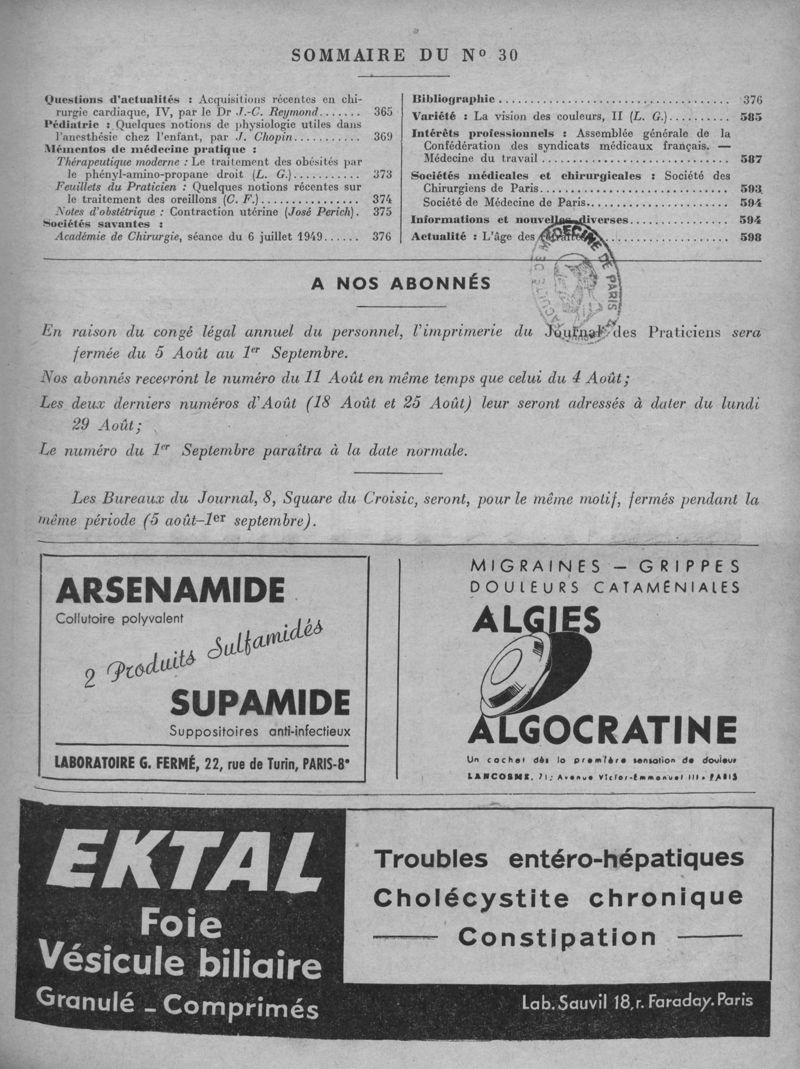 SOMMAIRE DU Nº 30
Questions d'actualités : Acquisitions récentes en chi-
rurgie cardiaque, IV, par le Dr J.-C. Reymond....... 365
Pédiatrie : Quelques notions de physiologie utiles dans
l'anesthésie chez l'enfant, par J. Chopin............ 369
Mémentos de médecine pratique :
Thérapeutique moderne : Le traitement des obésités par
le phényl-amino-propane droit (L. G.)........... 373
Feuillets du Praticien : Quelques notions récentes sur
le traitement des oreillons (C. F.)................ 374
Notes d'obstétrique : Contraction utérine (José Perich). 375
Sociétés savantes :
Académie de Chirurgie, séance du 6 juillet 1949...... 376
Bibliographie ..................................... 376
Variété : La vision des couleurs, II (L. G.).......... 585
Intérêts professionnels : Assemblée générale de la
Confédération des syndicats médicaux français. —
Médecine du travail .............................. 587
Sociétés médicales et chirurgicales : Société des
Chirurgiens de Paris............................... 593
Société de Médecine de Paris....................... 594
Informations et nouvelles diverses................ 594
Actualité : L'âge des .................... 598
MÉDECINE DE PARIS
FACULTÉ DE
A NOS ABONNÉS
En raison du congé légal annuel du personnel, l'imprimerie du Journal des Praticiens sera
fermée du 5 Août au 1er Septembre.
Nos abonnés recevront le numéro du 11 Août en même temps que celui du 4 Août ;
Les deux derniers numéros d'Août (18 Août et 25 Août) leur seront adressés à dater du lundi
29 Août ;
Le numéro du 1er Septembre paraîtra à la date normale.
Les Bureaux du Journal, 8, Square du Croisic, seront, pour le même motif, fermés pendant la
même période (5 août–1er septembre).
ARSENAMIDE
Collutoire polyvalent
2 Produits Sulfamidés
SUPAMIDE
Suppositoires anti-infectieux
LABORATOIRE G. FERMÉ, 22, rue de Turin, PARIS-8e
MIGRAINES — GRIPPES
DOULEURS CATAMÉNIALES
ALGIES
ALGOCRATINE
Un cachet dès la première sensation de douleur
LANCOSME, 71, Avenue Victor-Emmanuel III • PARIS
EKTAL
Foie
Vésicule biliaire
Granulé – Comprimés
Troubles entéro-hépatiques
Cholécystite chronique
— Constipation —
Lab. Sauvil 18, r. Faraday. Paris